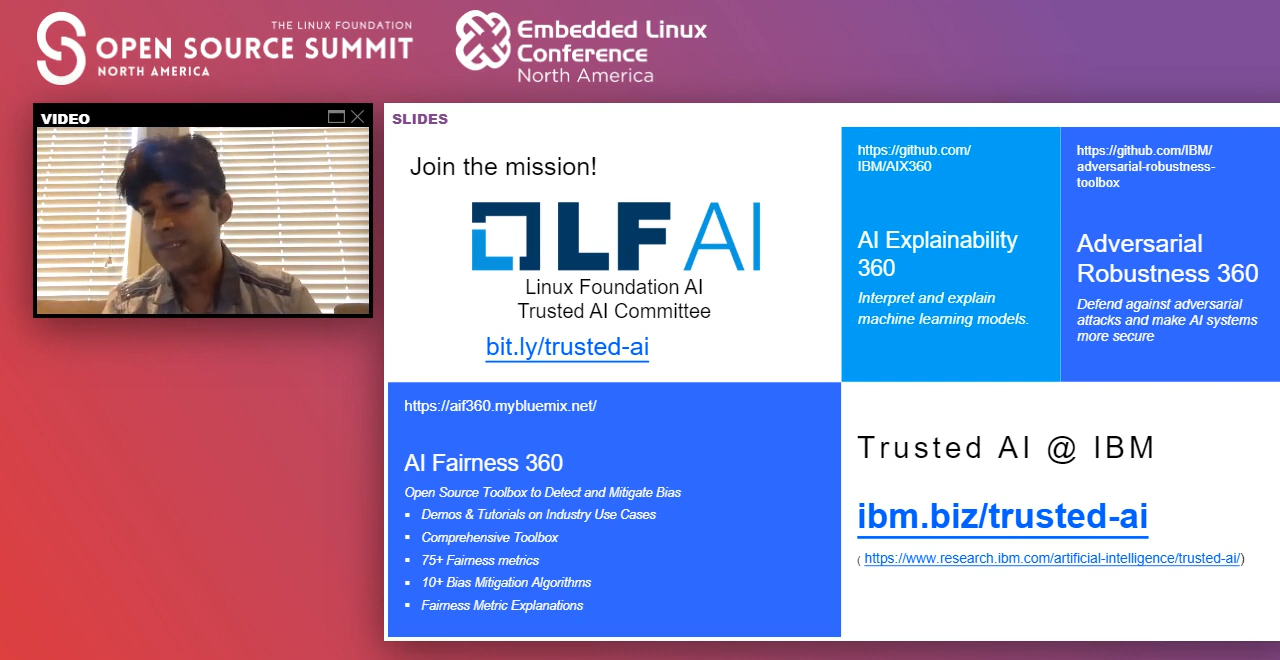 THE LINUX FOUNDATION
OPEN SOURCE SUMMIT
NORTH AMERICA
Embedded Linux
Conference
North America
VIDEO
SLIDES
Join the mission!
LF AI
Linux Foundation AI
Trusted AI Committee
bit.ly/trusted-ai
https://github.com/
IBM/AIX360
AI Explainability
360
Interpret and explain
machine learning models.
https://github.com/IBM/
adversarial-robustness-
toolbox
Adversarial
Robustness 360
Defend against adversarial
attacks and make AI systems
more secure
https://aif360.mybluemix.net/
AI Fairness 360
Open Source Toolbox to Detect and Mitigate Bias
▪ Demos & Tutorials on Industry Use Cases
▪ Comprehensive Toolbox
▪ 75+ Fairness metrics
▪ 10+ Bias Mitigation Algorithms
▪ Fairness Metric Explanations
Trusted AI @ IBM
ibm.biz/trusted-ai
( https://www.research.ibm.com/artificial-intelligence/trusted-ai/)